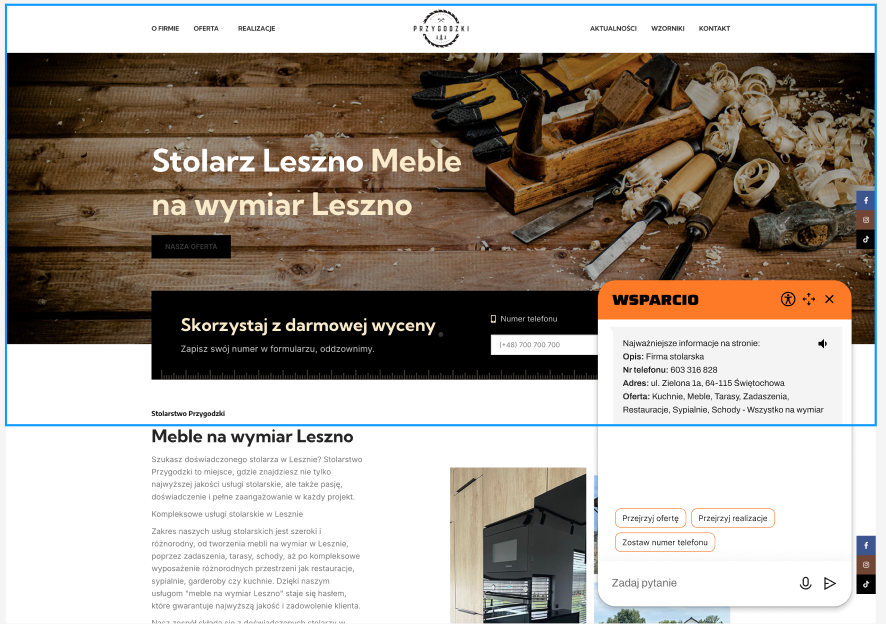 O FIRMIE OFERTA REALIZACJE PRZYGODZKI AKTUALNOŚCI WZORNIKI KONTAKT
Stolarz Leszno Meble
na wymiar Leszno
NASZA OFERTA
Skorzystaj z darmowej wyceny
Zapisz swój numer w formularzu, oddzownimy.
Numer telefonu
(+48) 700 700 700
Stolarstwo Przygodzki
Meble na wymiar Leszno
Szukasz doświadczonego stolarza w Lesznie? Stolarstwo
Przygodzki to miejsce, gdzie znajdziesz nie tylko
najwyższej jakości usługi stolarskie, ale także pasję,
doświadczenie i pełne zaangażowanie w każdy projekt.
Kompleksowe usługi stolarskie w Lesznie
Zakres naszych usług stolarskich jest szeroki i
różnorodny, od tworzenia mebli na wymiar w Lesznie,
poprzez zadaszenia, tarasy, schody, aż po kompleksowe
wyposażenie różnorodnych przestrzeni jak restauracje,
sypialnie, garderoby czy kuchnie. Dzięki naszym
usługom "meble na wymiar Leszno" staje się hasłem,
które gwarantuje najwyższą jakość i zadowolenie klienta.
Nasz zespół składa się z doświadczonych stolarzy w
WSPARCIO
Najważniejsze informacje na stronie:
Opis: Firma stolarska
Nr telefonu: 603 316 828
Adres: ul. Zielona 1a, 64-115 Świętochowa
Oferta: Kuchnie, Meble, Tarasy, Zadaszenia,
Restauracje, Sypialnie, Schody - Wszystko na wymiar
Przejrzyj ofertę Przejrzyj realizacje
Zostaw numer telefonu
Zadaj pytanie